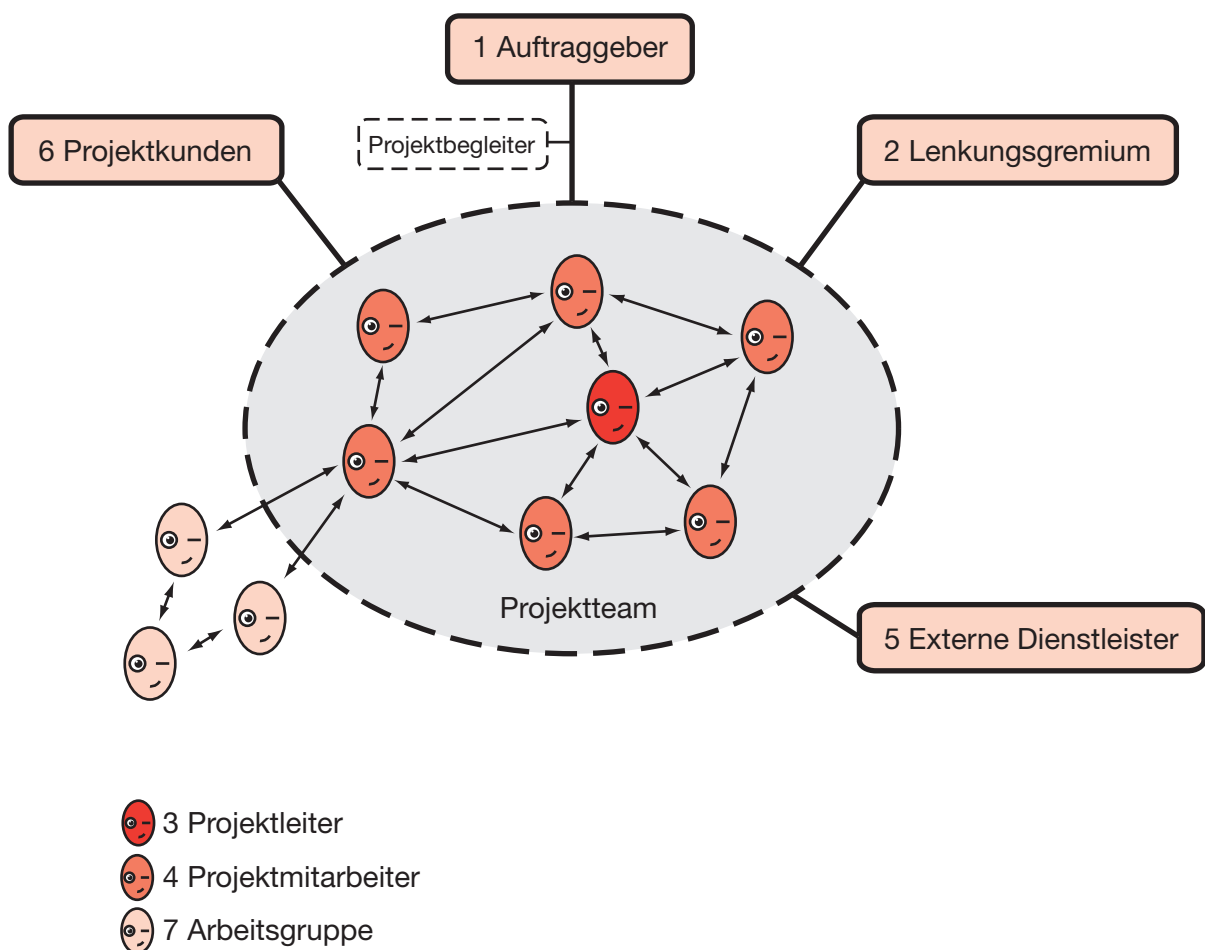 1 Auftraggeber
Projektbegleiter
6 Projektkunden
2 Lenkungsgremium
Projektteam
5 Externe Dienstleister
3 Projektleiter
4 Projektmitarbeiter
7 Arbeitsgruppe